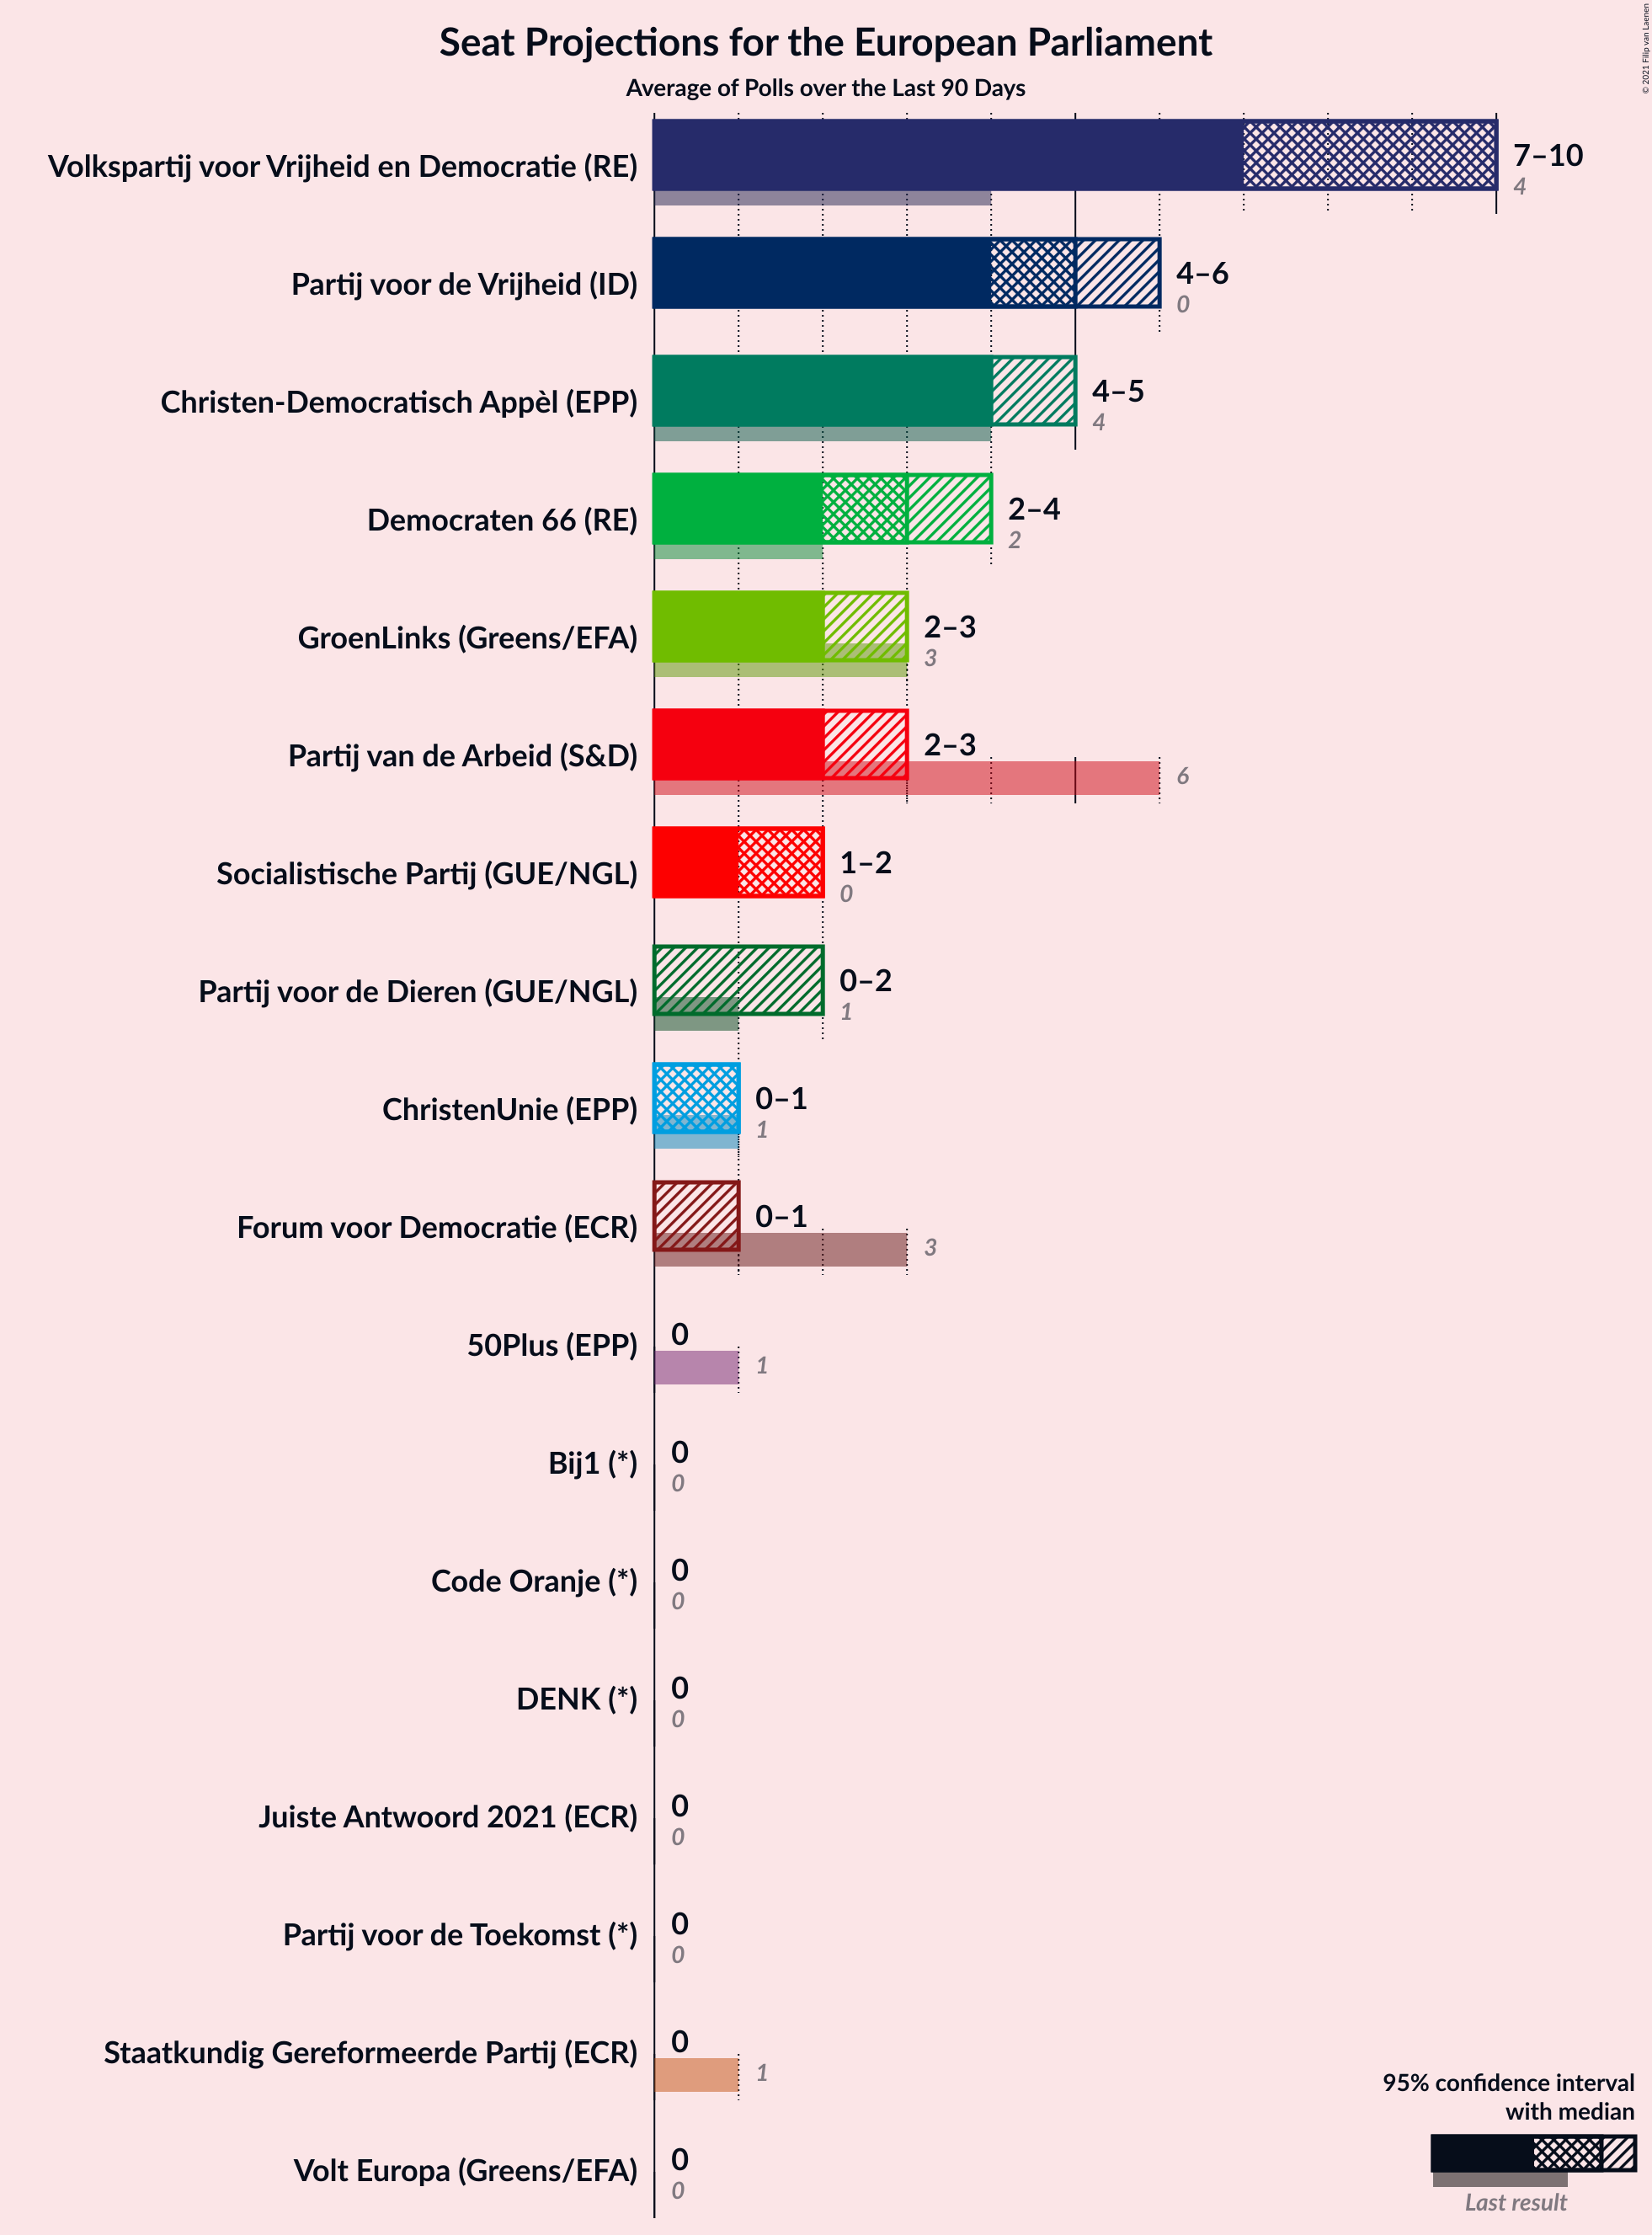 Seat Projections for the European Parliament
Average of Polls over the Last 90 Days
© 2021 Filip van Laenen
Volkspartij voor Vrijheid en Democratie (RE)
7–10
4
Partij voor de Vrijheid (ID)
4–6
0
Christen-Democratisch Appèl (EPP)
4–5
4
Democraten 66 (RE)
2–4
2
GroenLinks (Greens/EFA)
2–3
3
Partij van de Arbeid (S&D)
2–3
6
Socialistische Partij (GUE/NGL)
1–2
0
Partij voor de Dieren (GUE/NGL)
0–2
1
ChristenUnie (EPP)
0–1
1
Forum voor Democratie (ECR)
0–1
3
50Plus (EPP)
0
1
Bij1 (*)
0
0
Code Oranje (*)
0
0
DENK (*)
0
0
Juiste Antwoord 2021 (ECR)
0
0
Partij voor de Toekomst (*)
0
0
Staatkundig Gereformeerde Partij (ECR)
0
1
Volt Europa (Greens/EFA)
0
0
95% confidence interval
with median
Last result